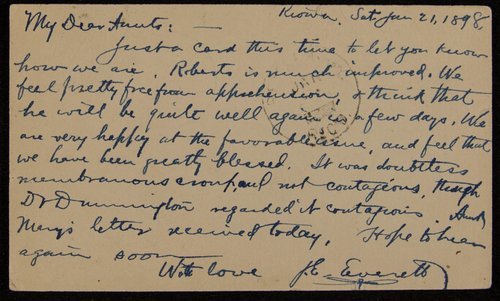 Kiowa, Sat, Jan 21, 1898,
My Dear Aunts: —
Just a card this time to let you know
how we are. Robert is much improved. We
feel pretty free from apprehension, & think that
he will be quite well again in a few days. We
are very happy at the favorable issue, and feel that
we have been greatly blessed. It was doubtless
membranous croup, and not contagious, though
Dr Dunnington regarded it contagious. Aunt
Mary's letter received today. Hope to hear
again soon.
With love J. E. Everett